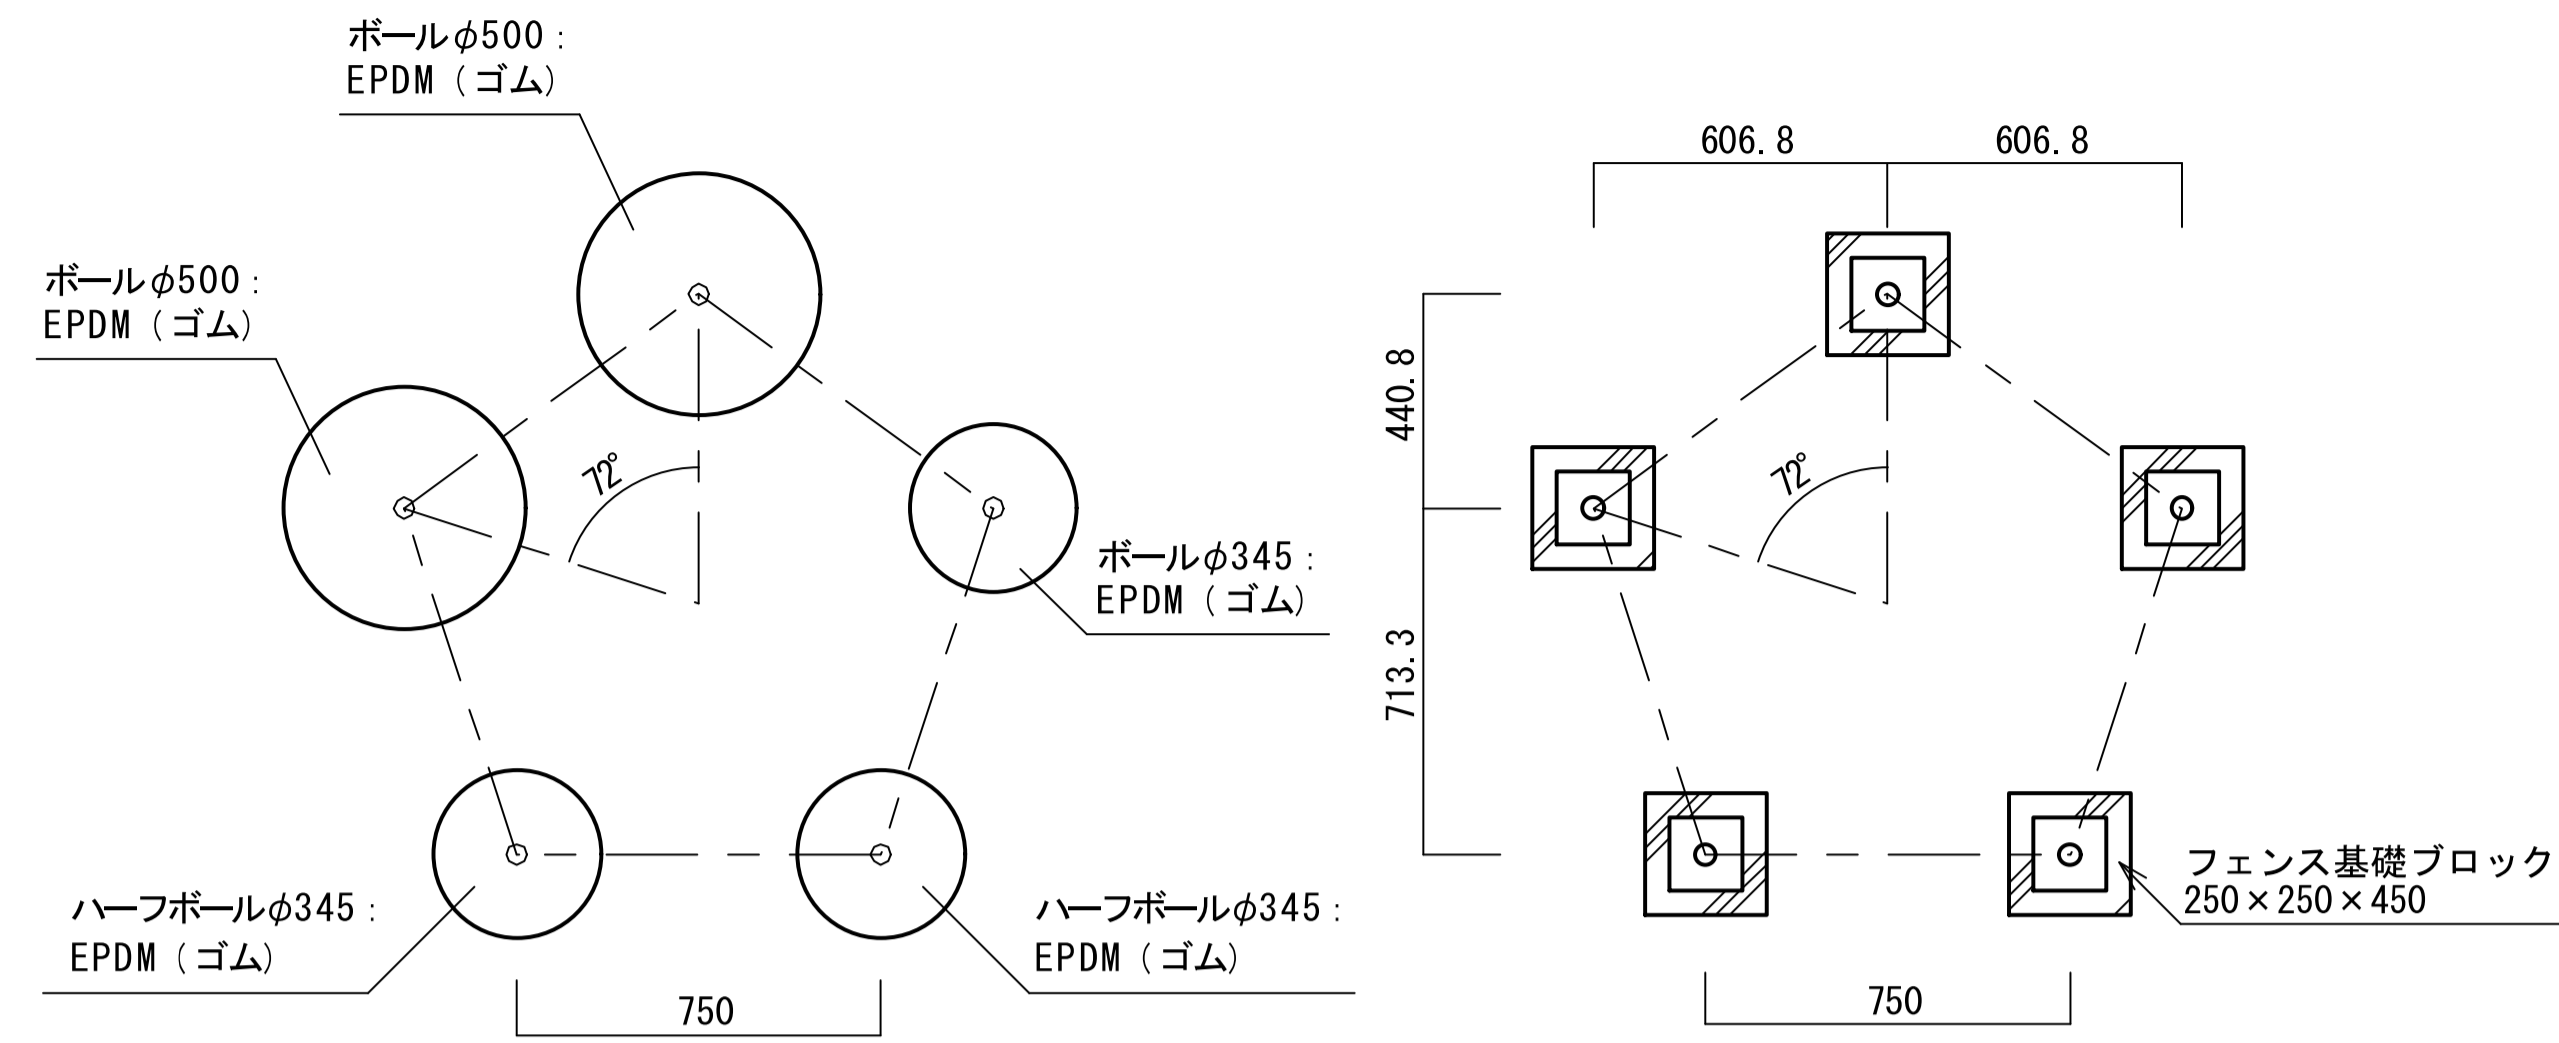 ボールφ500:
EPDM(ゴム)
ボールφ500:
EPDM(ゴム)
72°
ボールφ345:
EPDM(ゴム)
ハーフボールφ345:
EPDM(ゴム)
ハーフボールφ345:
EPDM(ゴム)
750
606.8
606.8
440.8
72°
713.3
フェンス基礎ブロック
250×250×450
750